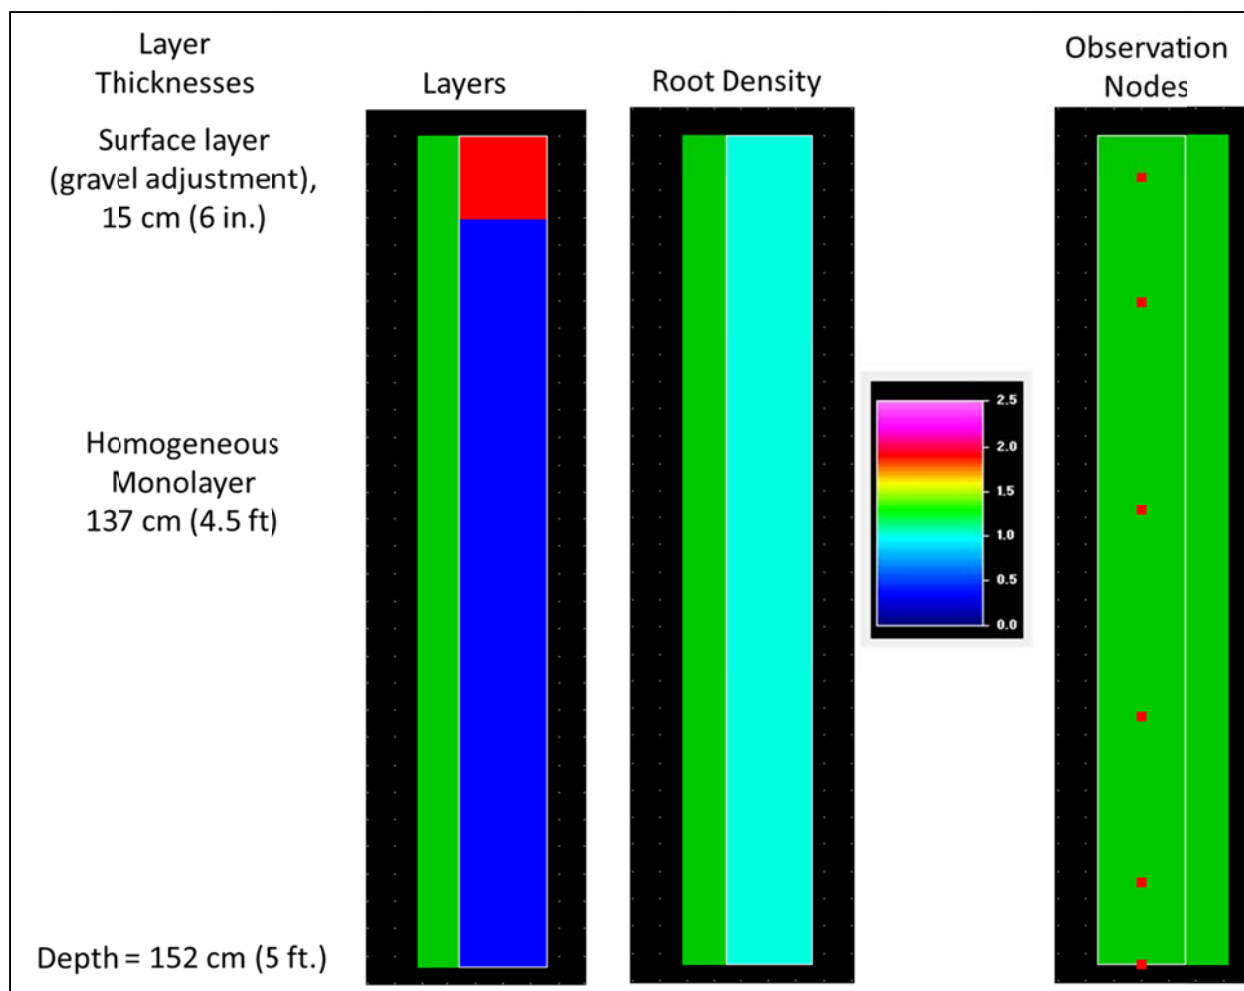 Layer
Thicknesses
Layers
Root Density
Observation
Nodes
Surface layer
(gravel adjustment),
15 cm (6 in.)
Homogeneous
Monolayer
137 cm (4.5 ft)
2.5
2.0
1.5
1.0
0.5
0.0
Depth = 152 cm (5 ft.)